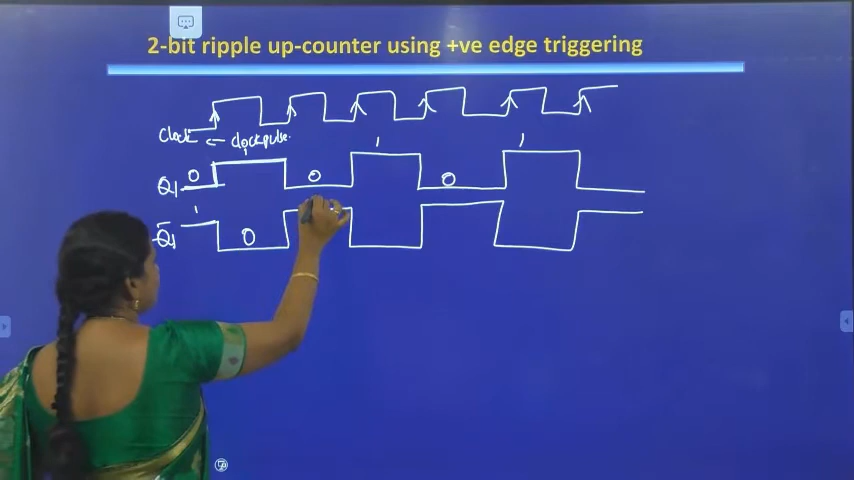 2-bit ripple up-counter using +ve edge triggering
Clock ← clockpulse.
Q1 0 1 0 1 0 1
Q̅1 1 0